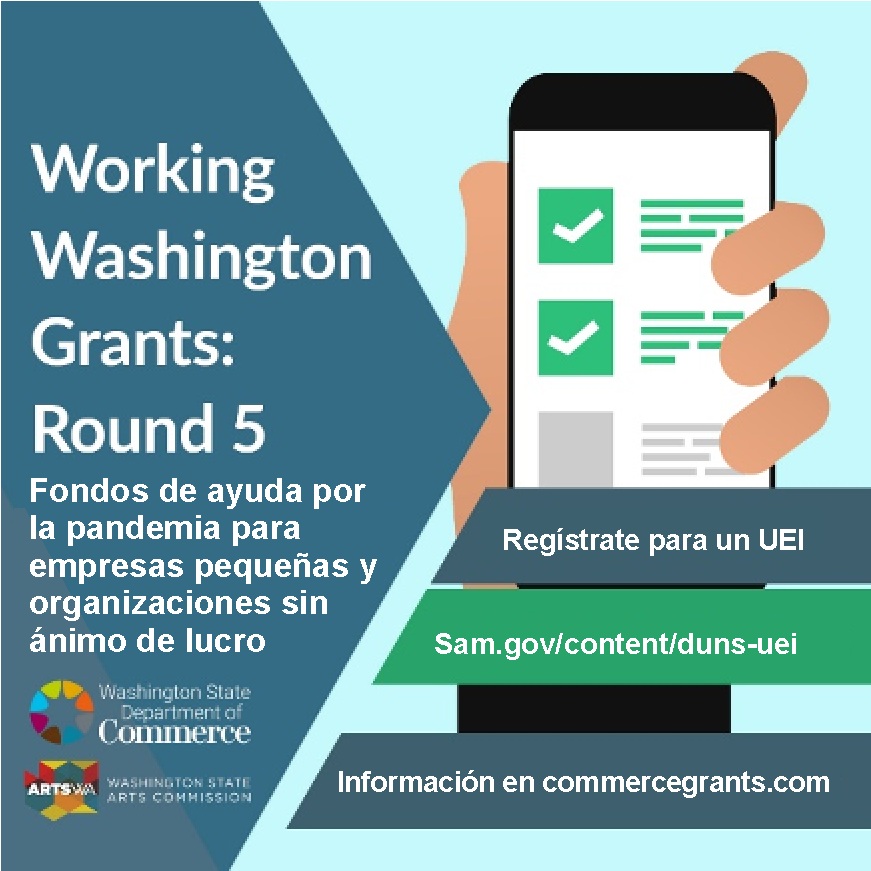 Working
Washington
Grants:
Round 5
Fondos de ayuda por
la pandemia para
empresas pequeñas y
organizaciones sin
ánimo de lucro
Washington State
Department of
Commerce
ARTSWA
WASHINGTON STATE
ARTS COMMISSION
Regístrate para un UEI
Sam.gov/content/duns-uei
Información en commercegrants.com